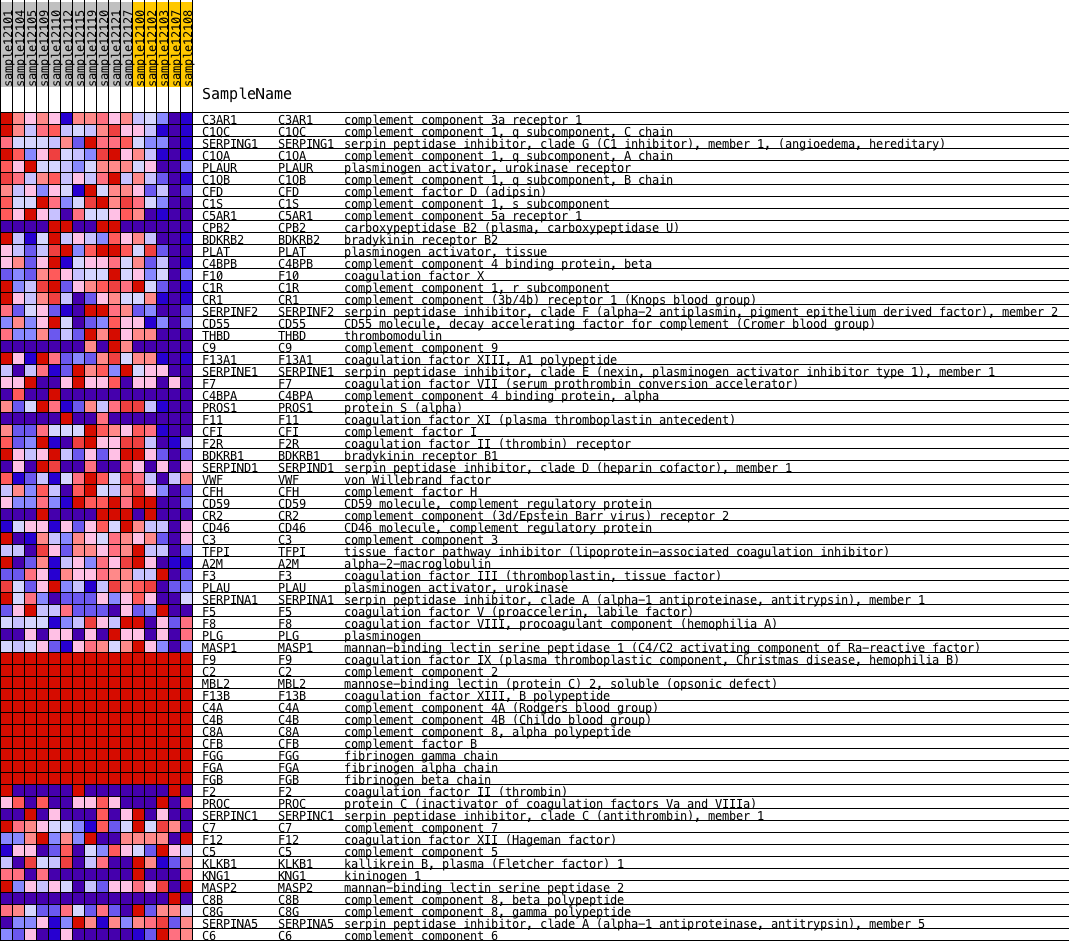 sample12101
sample12104
sample12105
sample12109
sample12110
sample12112
sample12115
sample12119
sample12120
sample12121
sample12127
sample12100
sample12102
sample12103
sample12107
sample12108
SampleName
C3AR1 C3AR1 complement component 3a receptor 1
C1QC C1QC complement component 1, q subcomponent, C chain
SERPING1 SERPING1 serpin peptidase inhibitor, clade G (C1 inhibitor), member 1, (angioedema, hereditary)
C1QA C1QA complement component 1, q subcomponent, A chain
PLAUR PLAUR plasminogen activator, urokinase receptor
C1QB C1QB complement component 1, q subcomponent, B chain
CFD CFD complement factor D (adipsin)
C1S C1S complement component 1, s subcomponent
C5AR1 C5AR1 complement component 5a receptor 1
CPB2 CPB2 carboxypeptidase B2 (plasma, carboxypeptidase U)
BDKRB2 BDKRB2 bradykinin receptor B2
PLAT PLAT plasminogen activator, tissue
C4BPB C4BPB complement component 4 binding protein, beta
F10 F10 coagulation factor X
C1R C1R complement component 1, r subcomponent
CR1 CR1 complement component (3b/4b) receptor 1 (Knops blood group)
SERPINF2 SERPINF2 serpin peptidase inhibitor, clade F (alpha-2 antiplasmin, pigment epithelium derived factor), member 2
CD55 CD55 CD55 molecule, decay accelerating factor for complement (Cromer blood group)
THBD THBD thrombomodulin
C9 C9 complement component 9
F13A1 F13A1 coagulation factor XIII, A1 polypeptide
SERPINE1 SERPINE1 serpin peptidase inhibitor, clade E (nexin, plasminogen activator inhibitor type 1), member 1
F7 F7 coagulation factor VII (serum prothrombin conversion accelerator)
C4BPA C4BPA complement component 4 binding protein, alpha
PROS1 PROS1 protein S (alpha)
F11 F11 coagulation factor XI (plasma thromboplastin antecedent)
CFI CFI complement factor I
F2R F2R coagulation factor II (thrombin) receptor
BDKRB1 BDKRB1 bradykinin receptor B1
SERPIND1 SERPIND1 serpin peptidase inhibitor, clade D (heparin cofactor), member 1
VWF VWF von Willebrand factor
CFH CFH complement factor H
CD59 CD59 CD59 molecule, complement regulatory protein
CR2 CR2 complement component (3d/Epstein Barr virus) receptor 2
CD46 CD46 CD46 molecule, complement regulatory protein
C3 C3 complement component 3
TFPI TFPI tissue factor pathway inhibitor (lipoprotein-associated coagulation inhibitor)
A2M A2M alpha-2-macroglobulin
F3 F3 coagulation factor III (thromboplastin, tissue factor)
PLAU PLAU plasminogen activator, urokinase
SERPINA1 SERPINA1 serpin peptidase inhibitor, clade A (alpha-1 antiproteinase, antitrypsin), member 1
F5 F5 coagulation factor V (proaccelerin, labile factor)
F8 F8 coagulation factor VIII, procoagulant component (hemophilia A)
PLG PLG plasminogen
MASP1 MASP1 mannan-binding lectin serine peptidase 1 (C4/C2 activating component of Ra-reactive factor)
F9 F9 coagulation factor IX (plasma thromboplastic component, Christmas disease, hemophilia B)
C2 C2 complement component 2
MBL2 MBL2 mannose-binding lectin (protein C) 2, soluble (opsonic defect)
F13B F13B coagulation factor XIII, B polypeptide
C4A C4A complement component 4A (Rodgers blood group)
C4B C4B complement component 4B (Childo blood group)
C8A C8A complement component 8, alpha polypeptide
CFB CFB complement factor B
FGG FGG fibrinogen gamma chain
FGA FGA fibrinogen alpha chain
FGB FGB fibrinogen beta chain
F2 F2 coagulation factor II (thrombin)
PROC PROC protein C (inactivator of coagulation factors Va and VIIIa)
SERPINC1 SERPINC1 serpin peptidase inhibitor, clade C (antithrombin), member 1
C7 C7 complement component 7
F12 F12 coagulation factor XII (Hageman factor)
C5 C5 complement component 5
KLKB1 KLKB1 kallikrein B, plasma (Fletcher factor) 1
KNG1 KNG1 kininogen 1
MASP2 MASP2 mannan-binding lectin serine peptidase 2
C8B C8B complement component 8, beta polypeptide
C8G C8G complement component 8, gamma polypeptide
SERPINA5 SERPINA5 serpin peptidase inhibitor, clade A (alpha-1 antiproteinase, antitrypsin), member 5
C6 C6 complement component 6